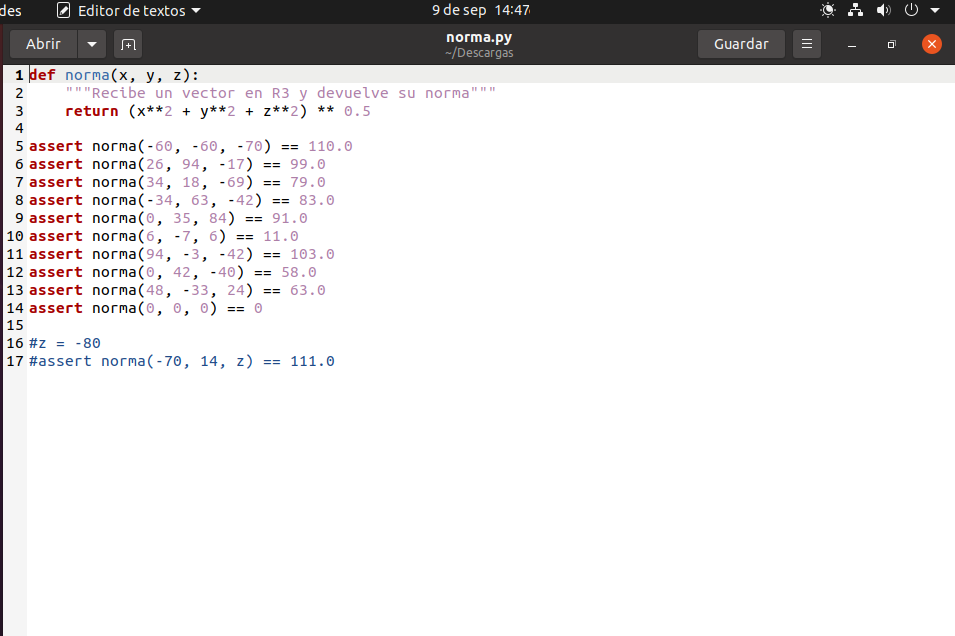 des Editor de textos 9 de sep 14:47
Abrir norma.py Guardar
~/Descargas
1 def norma(x, y, z):
2     """Recibe un vector en R3 y devuelve su norma"""
3     return (x**2 + y**2 + z**2) ** 0.5
4
5 assert norma(-60, -60, -70) == 110.0
6 assert norma(26, 94, -17) == 99.0
7 assert norma(34, 18, -69) == 79.0
8 assert norma(-34, 63, -42) == 83.0
9 assert norma(0, 35, 84) == 91.0
10 assert norma(6, -7, 6) == 11.0
11 assert norma(94, -3, -42) == 103.0
12 assert norma(0, 42, -40) == 58.0
13 assert norma(48, -33, 24) == 63.0
14 assert norma(0, 0, 0) == 0
15
16 #z = -80
17 #assert norma(-70, 14, z) == 111.0